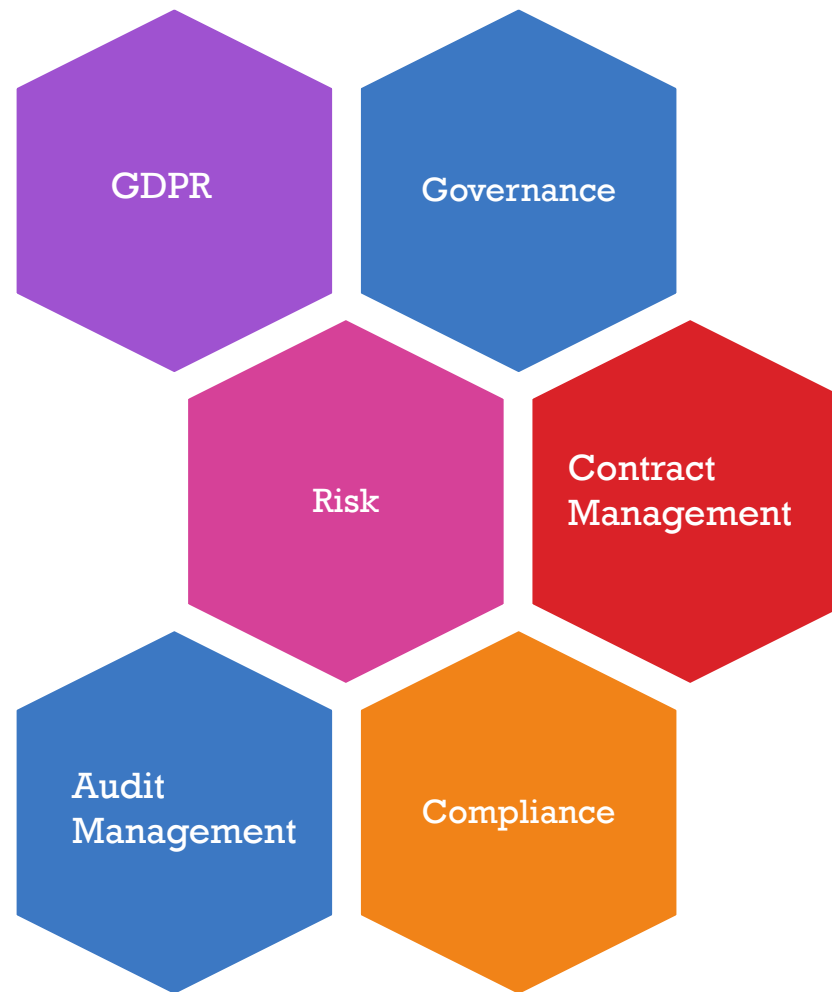 GDPR
Governance
Risk
Contract
Management
Audit
Management
Compliance